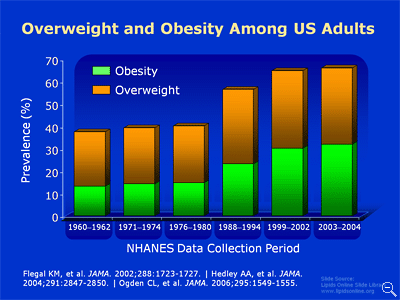 Overweight and Obesity Among US Adults
70
60
50
40
30
20
10
0
Prevalence (%)
Obesity
Overweight
1960–1962 1971–1974 1976–1980 1988–1994 1999–2002 2003–2004
NHANES Data Collection Period
Flegal KM, et al. JAMA. 2002;288:1723-1727. | Hedley AA, et al. JAMA.
2004;291:2847-2850. | Ogden CL, et al. JAMA. 2006;295:1549-1555.
Slide Source:
Lipids Online Slide Library
www.lipidsonline.org